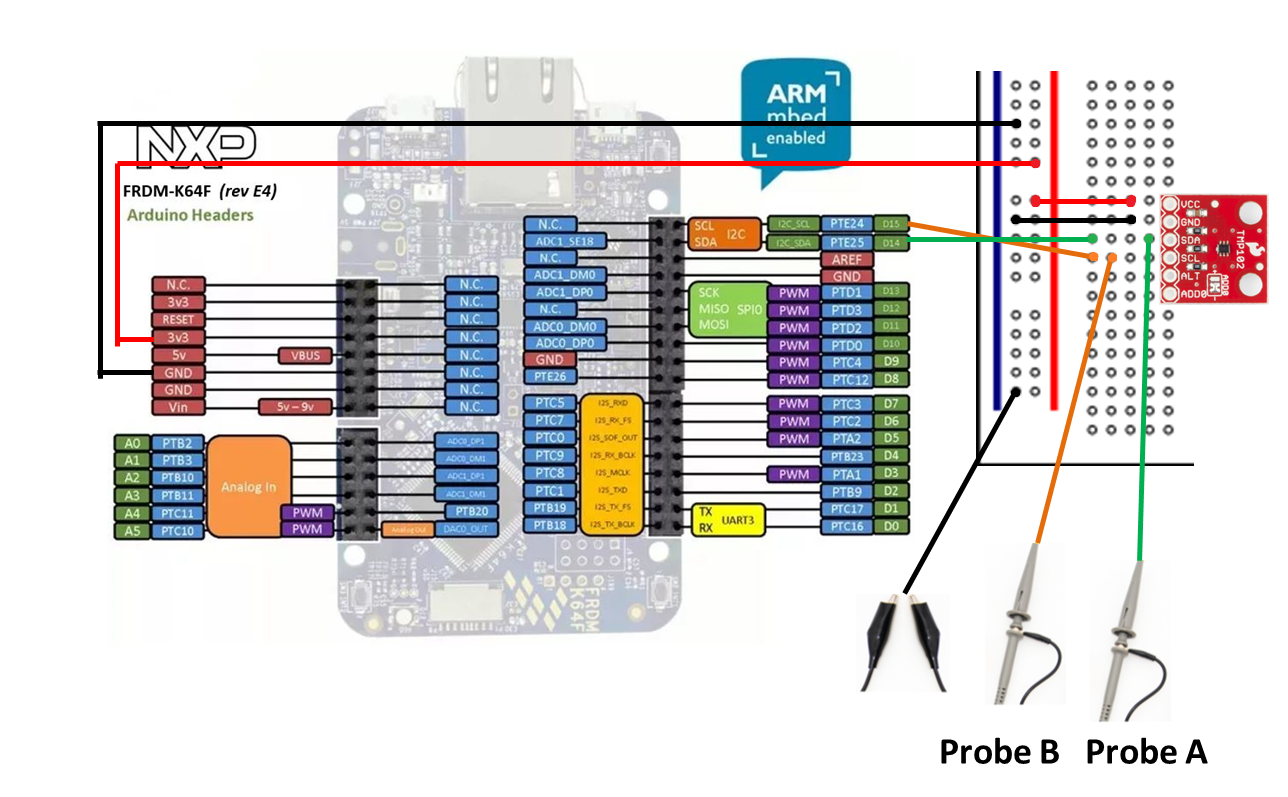 NXP
FRDM-K64F (rev E4)
Arduino Headers
ARM
mbed
enabled
N.C.
3v3
RESET
3v3
5v
GND
GND
Vin
VBUS
5v – 9v
N.C.
N.C.
N.C.
N.C.
N.C.
N.C.
N.C.
N.C.
A0 PTB2
A1 PTB3
A2 PTB10
A3 PTB11
A4 PTC11 PWM
A5 PTC10 PWM
Analog In
ADC0_DP1
ADC0_DM1
ADC1_DP1
ADC1_DM1
PTB20
Analog Out DAC0_OUT
N.C.
ADC1_SE18
N.C.
ADC1_DM0
ADC1_DP0
N.C.
ADC0_DM0
ADC0_DP0
GND
PTE26
PTC5 I2S_RXD
PTC7 I2S_RX_FS
PTC0 I2S_SOF_OUT
PTC9 I2S_RX_BCLK
PTC8 I2S_MCLK
PTC1 I2S_TXD
PTB19 I2S_TX_FS
PTB18 I2S_TX_BCLK
SCL I2C I2C_SCL PTE24 D15
SDA I2C_SDA PTE25 D14
AREF
GND
SCK PWM PTD1 D13
MISO SPI0 PWM PTD3 D12
MOSI PWM PTD2 D11
PWM PTD0 D10
PWM PTC4 D9
PWM PTC12 D8
PWM PTC3 D7
PWM PTC2 D6
PWM PTA2 D5
PTB23 D4
PWM PTA1 D3
PTB9 D2
TX UART3 PTC17 D1
RX PTC16 D0
FRDM
K64F
VCC
GND
SDA
SCL
ALT
ADD0
TMP102
ADD0
Probe B Probe A